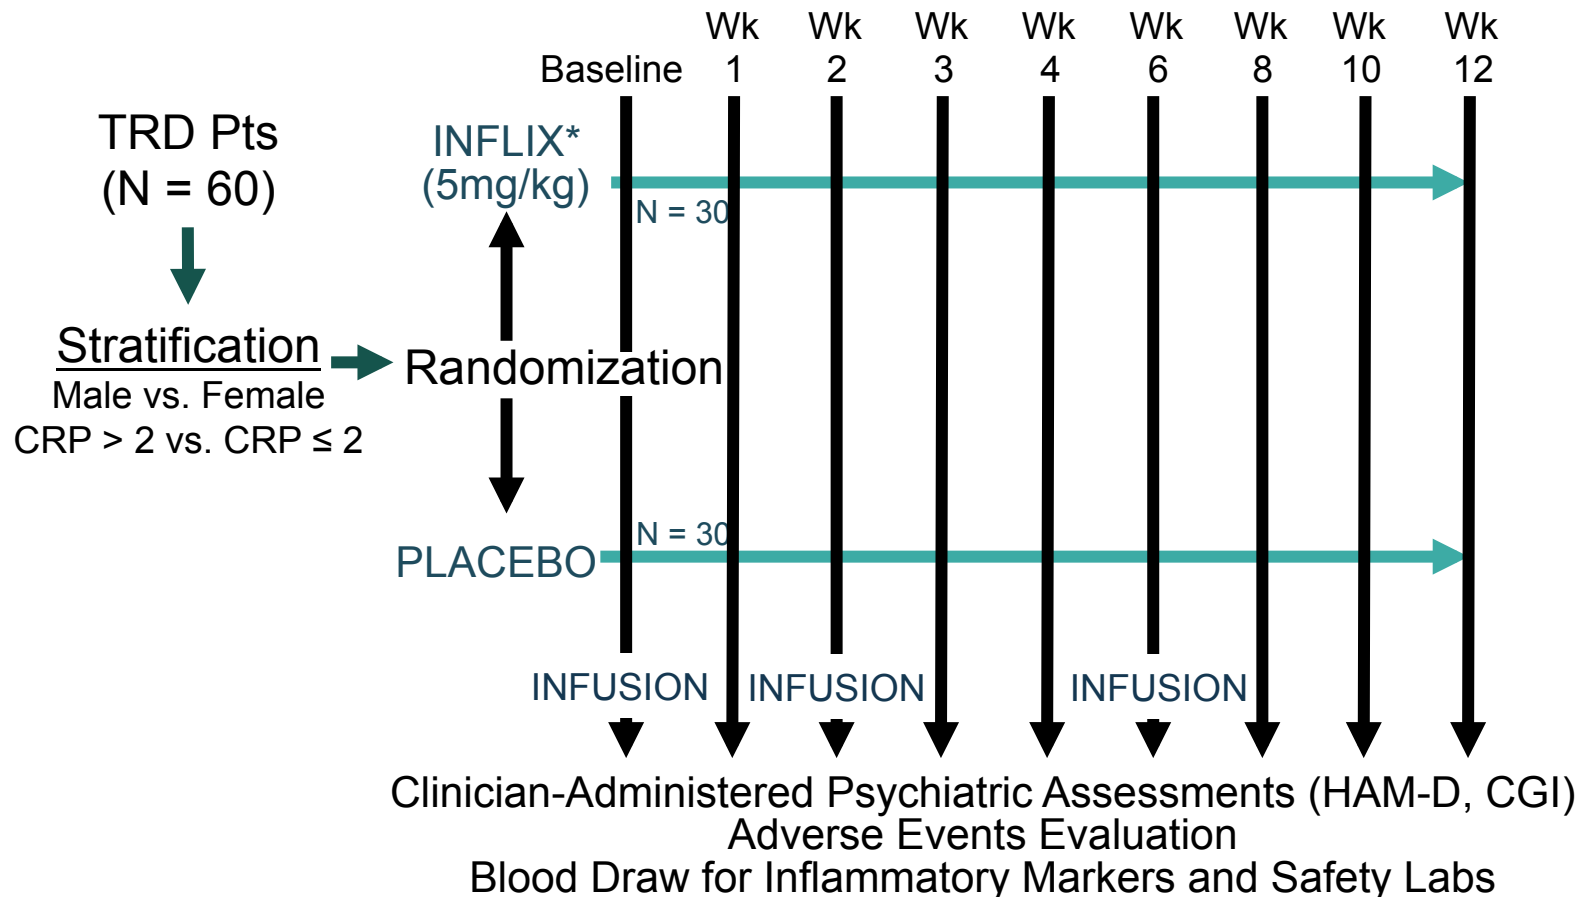 Wk Wk Wk Wk Wk Wk Wk Wk
Baseline 1 2 3 4 6 8 10 12
TRD Pts
(N = 60)
INFLIX*
(5mg/kg)
N = 30
Stratification
Male vs. Female
CRP > 2 vs. CRP ≤ 2
Randomization
N = 30
PLACEBO
INFUSION INFUSION INFUSION
Clinician-Administered Psychiatric Assessments (HAM-D, CGI)
Adverse Events Evaluation
Blood Draw for Inflammatory Markers and Safety Labs